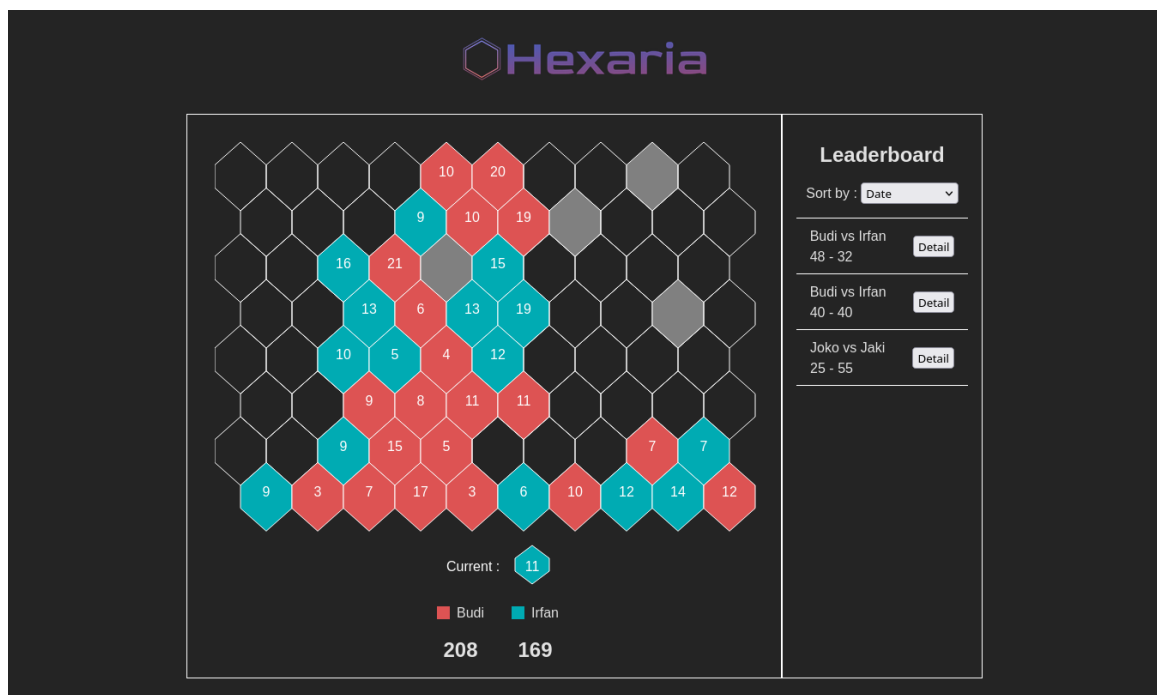 Hexaria
10 20
9 10 19
16 21 15
13 6 13 19
10 5 4 12
9 8 11 11
9 15 5 7 7
9 3 7 17 3 6 10 12 14 12
Current : 11
Budi Irfan
208 169
Leaderboard
Sort by : Date
Budi vs Irfan
48 - 32
Detail
Budi vs Irfan
40 - 40
Detail
Joko vs Jaki
25 - 55
Detail